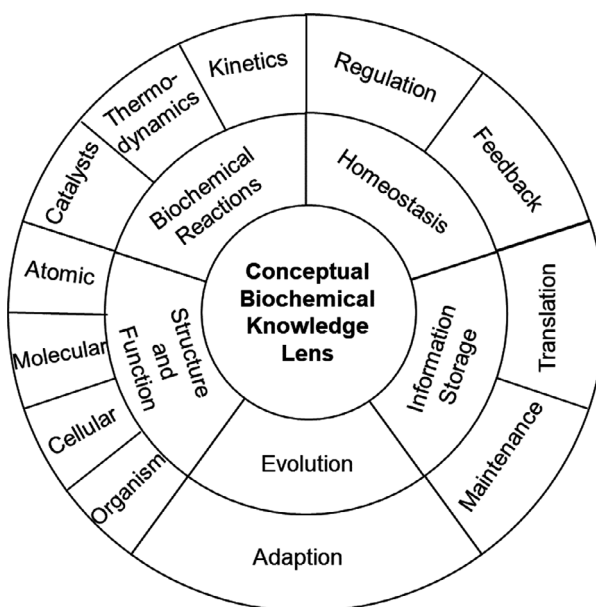 Conceptual
Biochemical
Knowledge
Lens
Biochemical
Reactions
Homeostasis
Information
Storage
Evolution
Structure
and
Function
Catalysts
Thermo-
dynamics
Kinetics
Regulation
Feedback
Translation
Maintenance
Adaption
Organism
Cellular
Molecular
Atomic